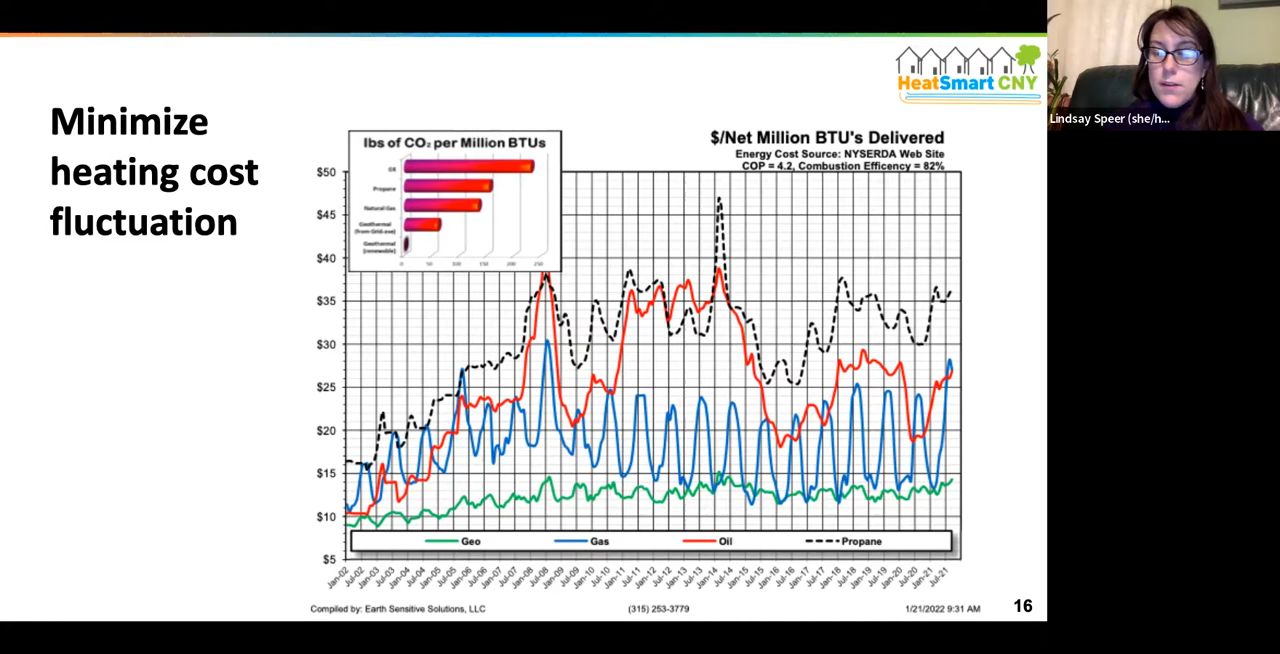 HeatSmart CNY
Lindsay Speer (she/h...
Minimize
heating cost
fluctuation
lbs of CO₂ per Million BTUs
Oil
Propane
Natural Gas
Geothermal
(from Grid-ave)
Geothermal
(renewable)
0 50 100 150 200 250
$/Net Million BTU's Delivered
Energy Cost Source: NYSERDA Web Site
COP = 4.2, Combustion Efficency = 82%
$50
$45
$40
$35
$30
$25
$20
$15
$10
$5
Geo Gas Oil Propane
Jan-02 Jul-02 Jan-03 Jul-03 Jan-04 Jul-04 Jan-05 Jul-05 Jan-06 Jul-06 Jan-07 Jul-07 Jan-08 Jul-08 Jan-09 Jul-09 Jan-10 Jul-10 Jan-11 Jul-11 Jan-12 Jul-12 Jan-13 Jul-13 Jan-14 Jul-14 Jan-15 Jul-15 Jan-16 Jul-16 Jan-17 Jul-17 Jan-18 Jul-18 Jan-19 Jul-19 Jan-20 Jul-20 Jan-21 Jul-21
Compiled by: Earth Sensitive Solutions, LLC (315) 253-3779 1/21/2022 9:31 AM 16